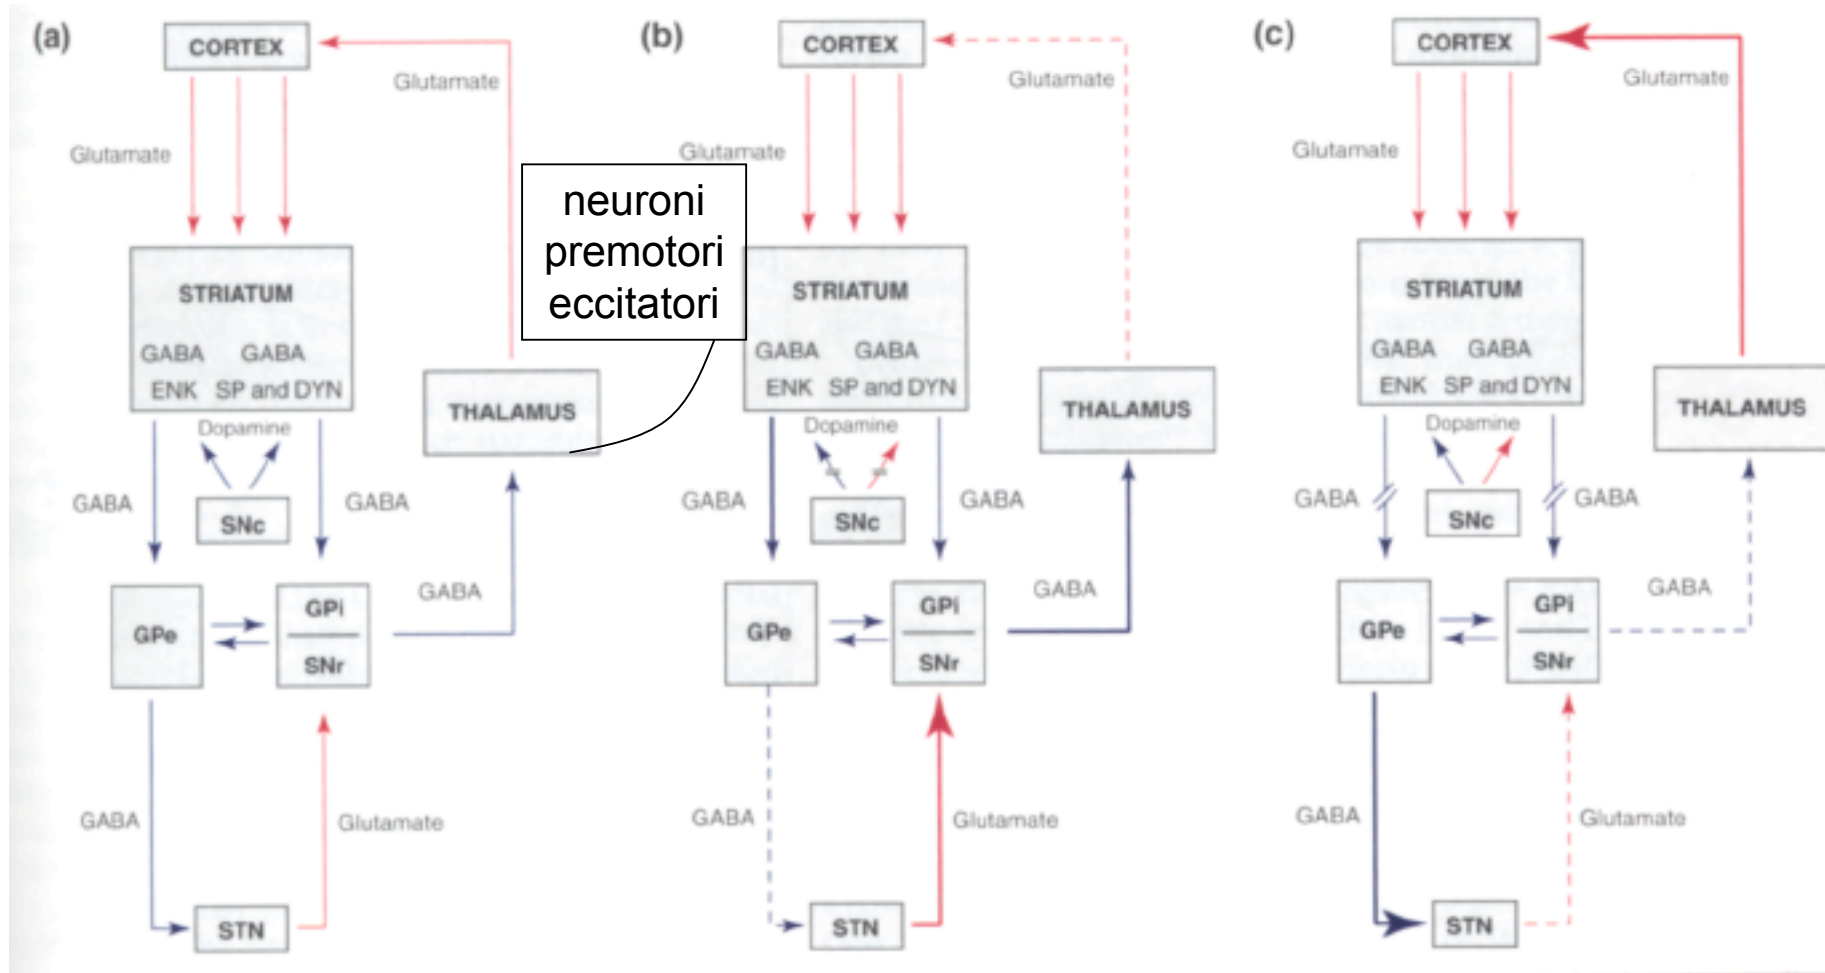 (a)
CORTEX
Glutamate
Glutamate
neuroni
premotori
eccitatori
STRIATUM
GABA GABA
ENK SP and DYN
THALAMUS
Dopamine
GABA
SNc
GABA
GPe
GPi
SNr
GABA
GABA
Glutamate
STN
(b)
CORTEX
Glutamate
Glutamate
STRIATUM
GABA GABA
ENK SP and DYN
THALAMUS
Dopamine
GABA
SNc
GABA
GPe
GPi
SNr
GABA
GABA
Glutamate
STN
(c)
CORTEX
Glutamate
Glutamate
STRIATUM
GABA GABA
ENK SP and DYN
THALAMUS
Dopamine
GABA
SNc
GABA
GPe
GPi
SNr
GABA
GABA
Glutamate
STN